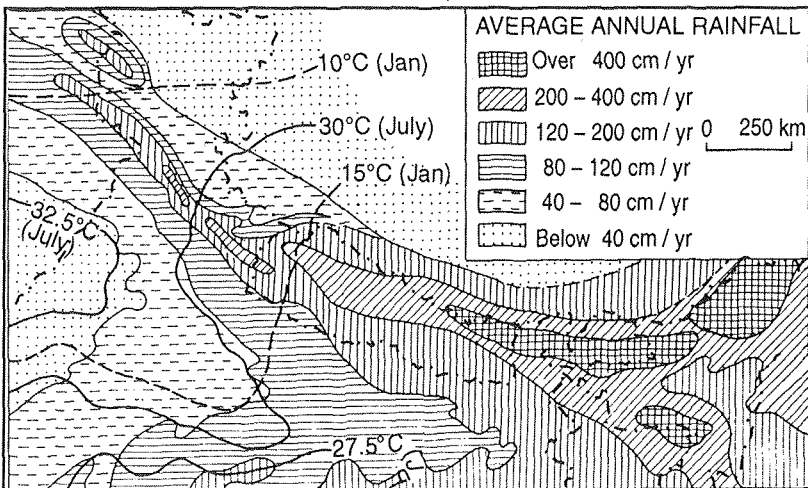 AVERAGE ANNUAL RAINFALL
Over 400 cm / yr
200 – 400 cm / yr
120 – 200 cm / yr
80 – 120 cm / yr
40 – 80 cm / yr
Below 40 cm / yr
0 250 km
10°C (Jan)
30°C (July)
15°C (Jan)
32.5°C
(July)
27.5°C